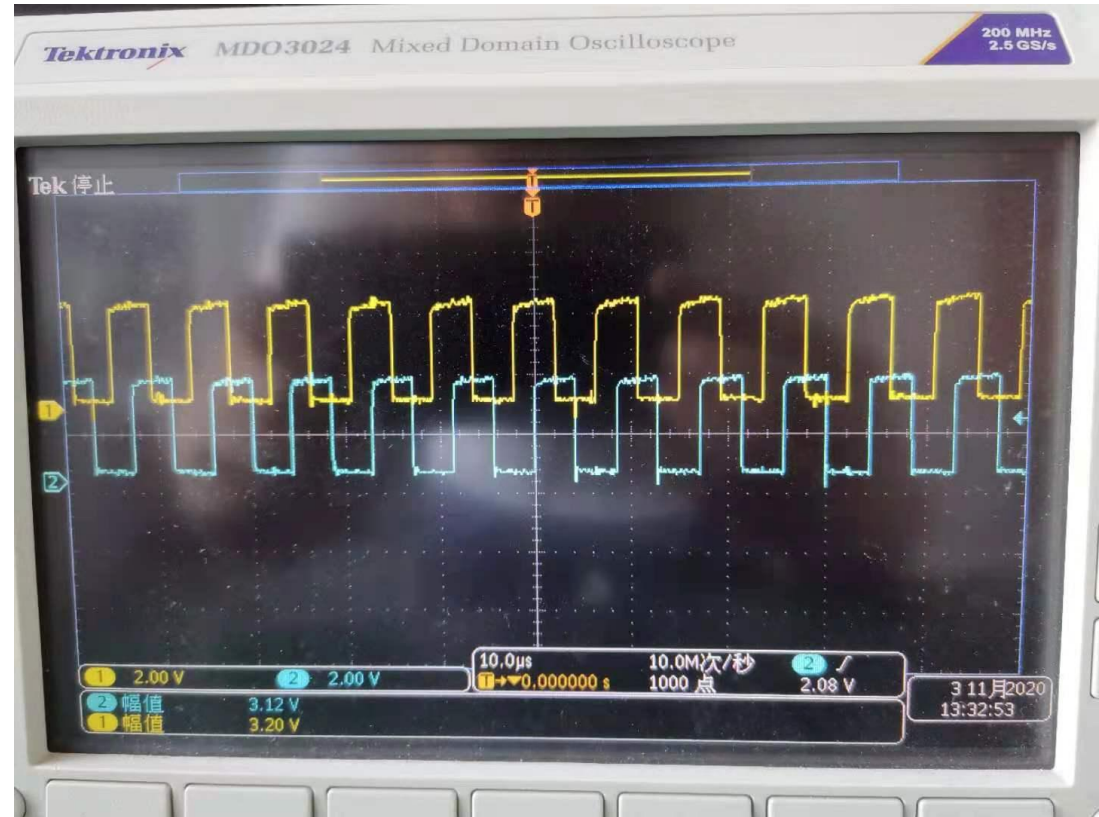 Tektronix MDO3024 Mixed Domain Oscilloscope
200 MHz
2.5 GS/s
Tek 停止
T
T
1
2
1 2.00 V 2 2.00 V
10.0μs 10.0M次/秒 2
T→▼0.000000 s 1000 点 2.08 V
2 幅值 3.12 V
1 幅值 3.20 V
3 11月2020
13:32:53